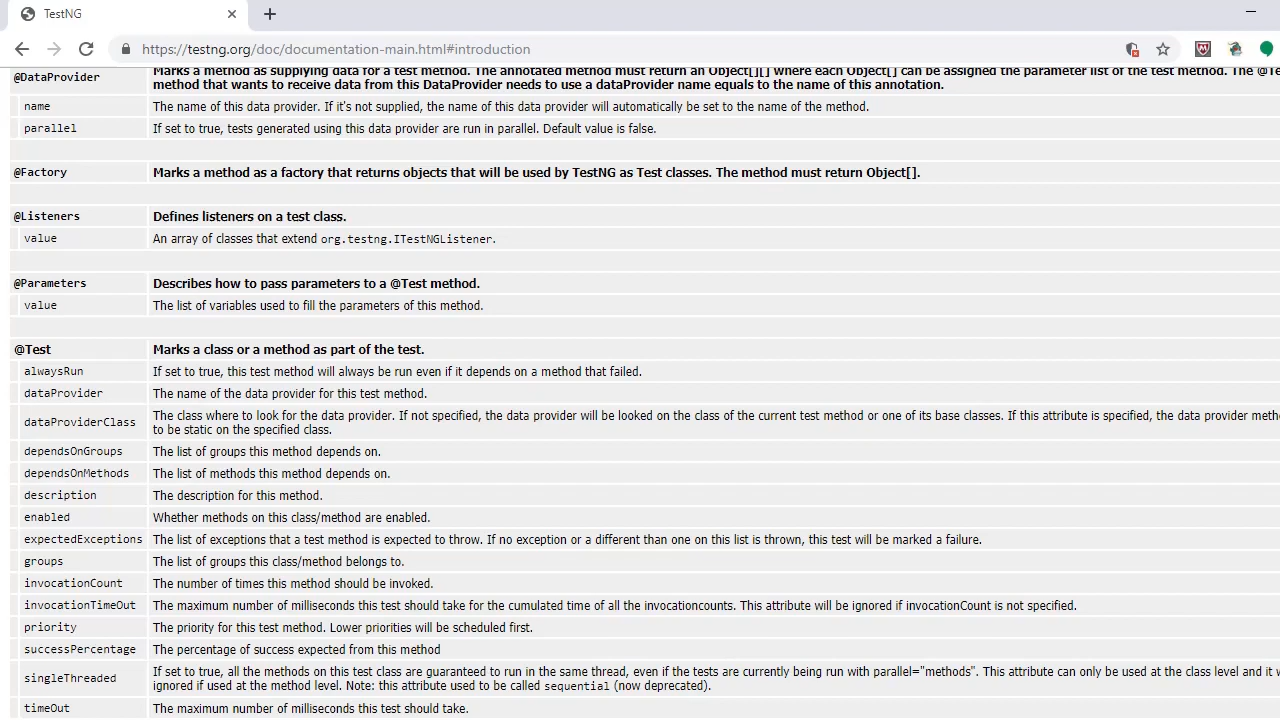 TestNG
https://testng.org/doc/documentation-main.html#introduction
@DataProvider Marks a method as supplying data for a test method. The annotated method must return an Object[][] where each Object[] can be assigned the parameter list of the test method. The
method that wants to receive data from this DataProvider needs to use a dataProvider name equals to the name of this annotation.
name The name of this data provider. If it's not supplied, the name of this data provider will automatically be set to the name of the method.
parallel If set to true, tests generated using this data provider are run in parallel. Default value is false.
@Factory Marks a method as a factory that returns objects that will be used by TestNG as Test classes. The method must return Object[].
@Listeners Defines listeners on a test class.
value An array of classes that extend org.testng.ITestNGListener.
@Parameters Describes how to pass parameters to a @Test method.
value The list of variables used to fill the parameters of this method.
@Test Marks a class or a method as part of the test.
alwaysRun If set to true, this test method will always be run even if it depends on a method that failed.
dataProvider The name of the data provider for this test method.
dataProviderClass The class where to look for the data provider. If not specified, the data provider will be looked on the class of the current test method or one of its base classes. If this attribute is specified, the data provider
to be static on the specified class.
dependsOnGroups The list of groups this method depends on.
dependsOnMethods The list of methods this method depends on.
description The description for this method.
enabled Whether methods on this class/method are enabled.
expectedExceptions The list of exceptions that a test method is expected to throw. If no exception or a different than one on this list is thrown, this test will be marked a failure.
groups The list of groups this class/method belongs to.
invocationCount The number of times this method should be invoked.
invocationTimeOut The maximum number of milliseconds this test should take for the cumulated time of all the invocationcounts. This attribute will be ignored if invocationCount is not specified.
priority The priority for this test method. Lower priorities will be scheduled first.
successPercentage The percentage of success expected from this method
singleThreaded If set to true, all the methods on this test class are guaranteed to run in the same thread, even if the tests are currently being run with parallel="methods". This attribute can only be used at the class level and it
ignored if used at the method level. Note: this attribute used to be called sequential (now deprecated).
timeOut The maximum number of milliseconds this test should take.